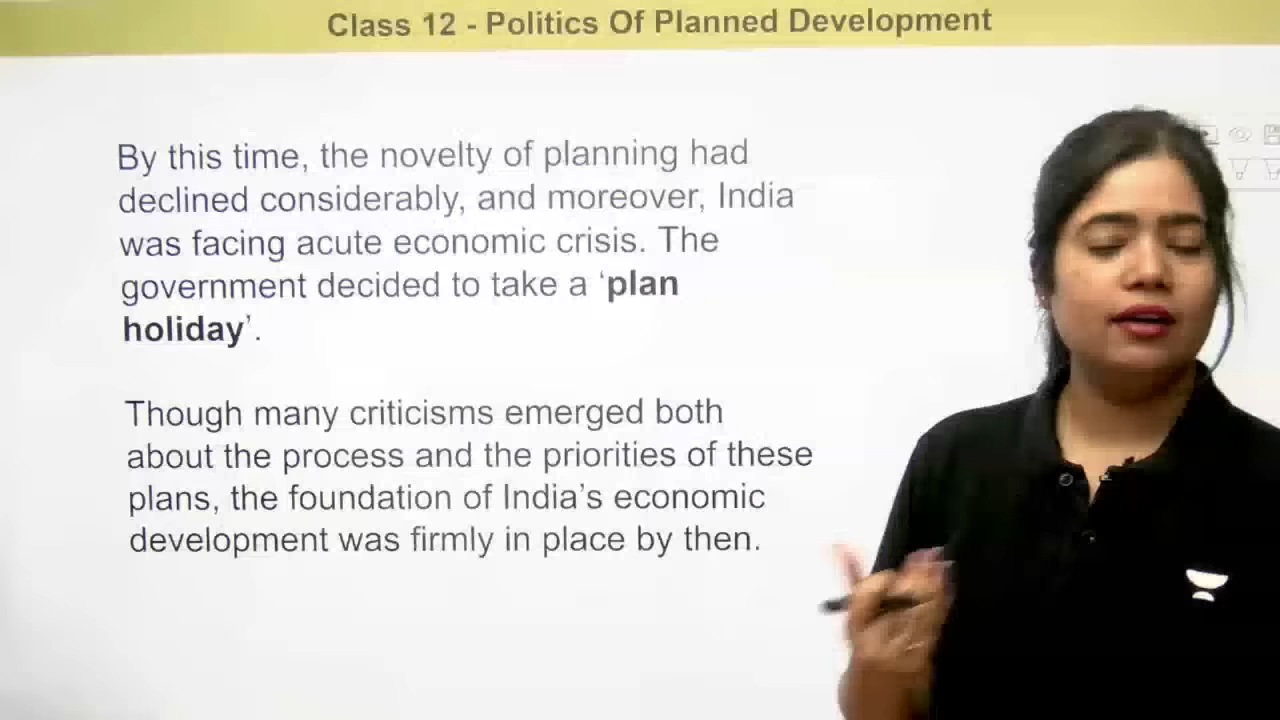 Class 12 - Politics Of Planned Development
By this time, the novelty of planning had
declined considerably, and moreover, India
was facing acute economic crisis. The
government decided to take a ‘plan
holiday’.
Though many criticisms emerged both
about the process and the priorities of these
plans, the foundation of India’s economic
development was firmly in place by then.